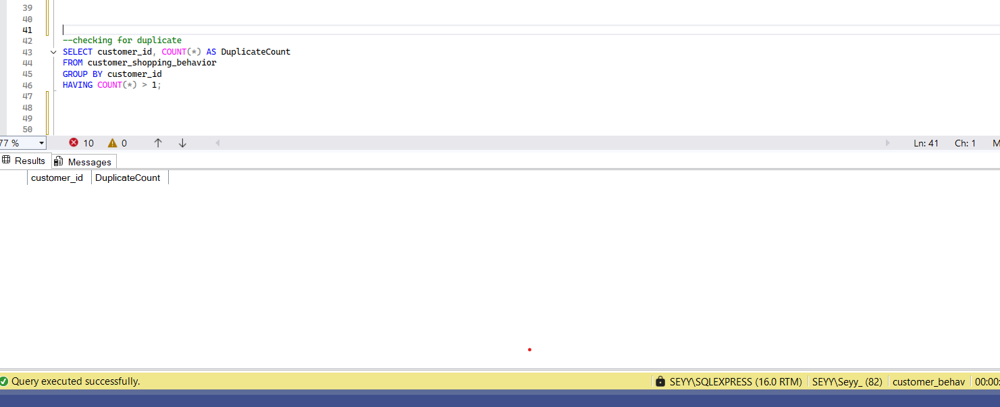 39
40
41
42 --checking for duplicate
43 SELECT customer_id, COUNT(*) AS DuplicateCount
44 FROM customer_shopping_behavior
45 GROUP BY customer_id
46 HAVING COUNT(*) > 1;
47
48
49
50
77 % 10 0 Ln: 41 Ch: 1 M
Results Messages
customer_id DuplicateCount
Query executed successfully. SEYY\SQLEXPRESS (16.0 RTM) SEYY\Seyy_ (82) customer_behav 00:00: